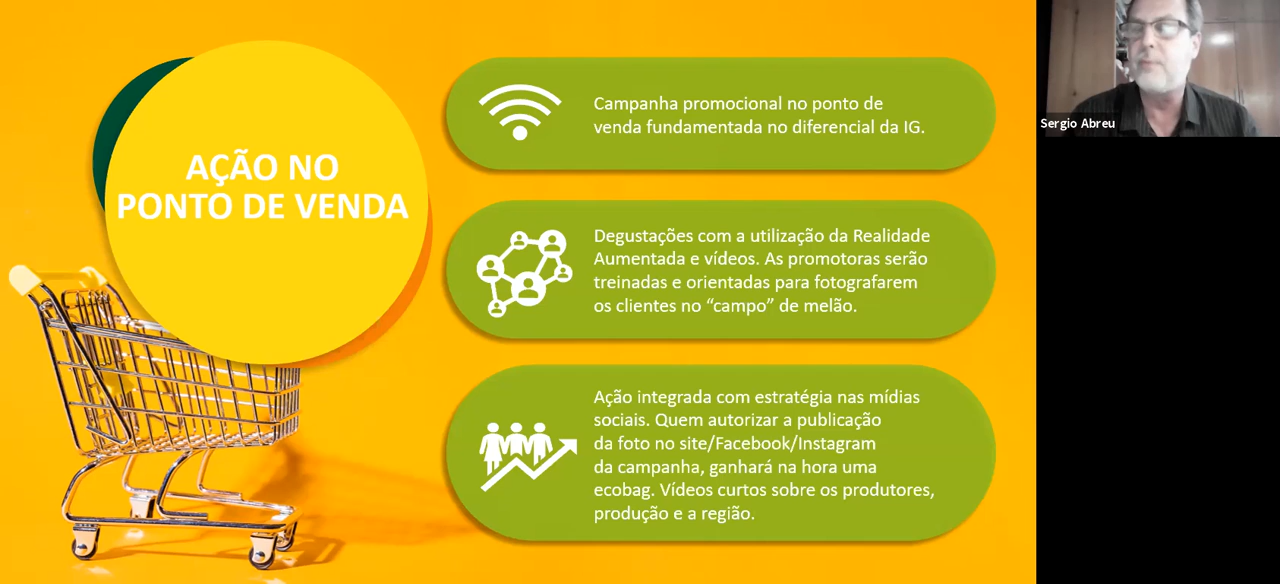 AÇÃO NO
PONTO DE VENDA
Campanha promocional no ponto de
venda fundamentada no diferencial da IG.
Degustações com a utilização da Realidade
Aumentada e vídeos. As promotoras serão
treinadas e orientadas para fotografarem
os clientes no “campo” de melão.
Ação integrada com estratégia nas mídias
sociais. Quem autorizar a publicação
da foto no site/Facebook/Instagram
da campanha, ganhará na hora uma
ecobag. Vídeos curtos sobre os produtores,
produção e a região.
Sergio Abreu